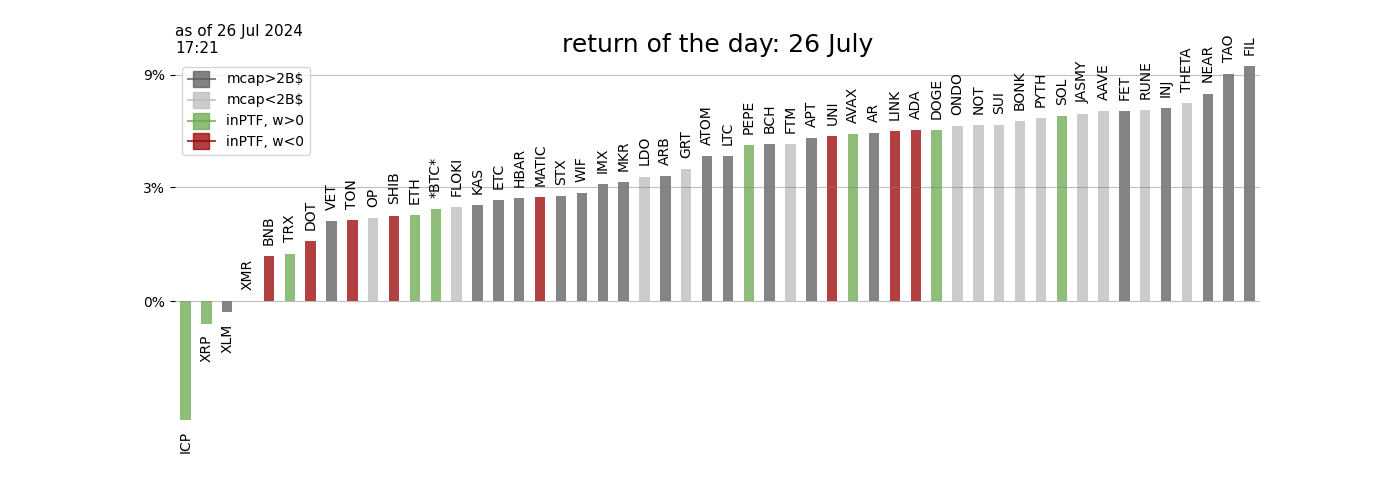 as of 26 Jul 2024
17:21
return of the day: 26 July
mcap>2B$
mcap<2B$
inPTF, w>0
inPTF, w<0
9%
3%
0%
ICP
XRP
XLM
XMR
BNB
TRX
DOT
VET
TON
OP
SHIB
ETH
*BTC*
FLOKI
KAS
ETC
HBAR
MATIC
STX
WIF
IMX
MKR
LDO
ARB
GRT
ATOM
LTC
PEPE
BCH
FTM
APT
UNI
AVAX
AR
LINK
ADA
DOGE
ONDO
NOT
SUI
BONK
PYTH
SOL
JASMY
AAVE
FET
RUNE
INJ
THETA
NEAR
TAO
FIL